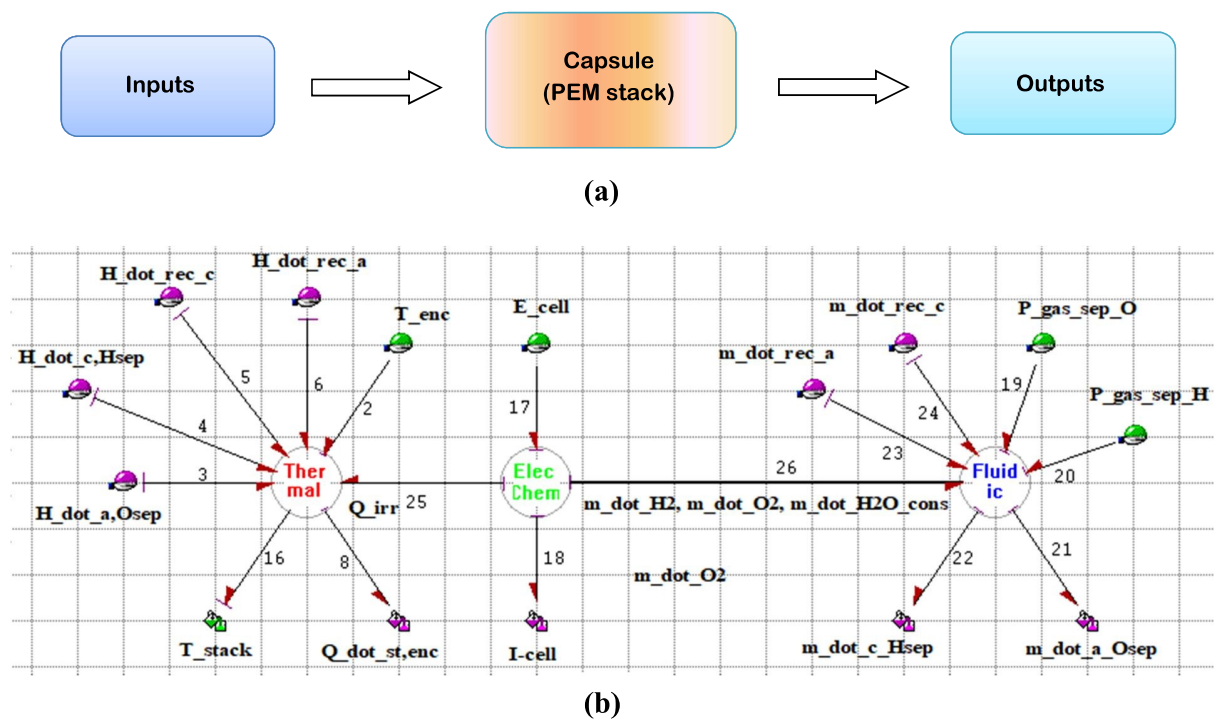 Inputs
Capsule
(PEM stack)
Outputs
(a)
H_dot_rec_c
H_dot_rec_a
T_enc
E_cell
m_dot_rec_c
P_gas_sep_O
H_dot_c,Hsep
m_dot_rec_a
P_gas_sep_H
5
6
2
17
19
24
4
23
3
Ther
mal
Elec
Chem
26
Fluid
ic
20
H_dot_a,Osep
Q_irr
25
m_dot_H2, m_dot_O2, m_dot_H2O_cons
16
8
18
22
21
m_dot_O2
T_stack
Q_dot_st,enc
I-cell
m_dot_c_Hsep
m_dot_a_Osep
(b)